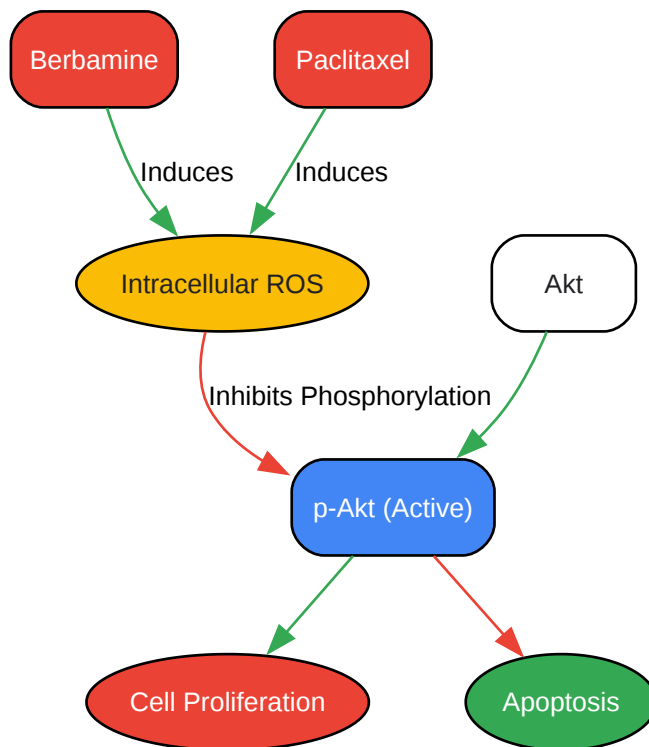 Berbamine
Paclitaxel
Induces
Induces
Intracellular ROS
Akt
Inhibits Phosphorylation
p-Akt (Active)
Cell Proliferation
Apoptosis